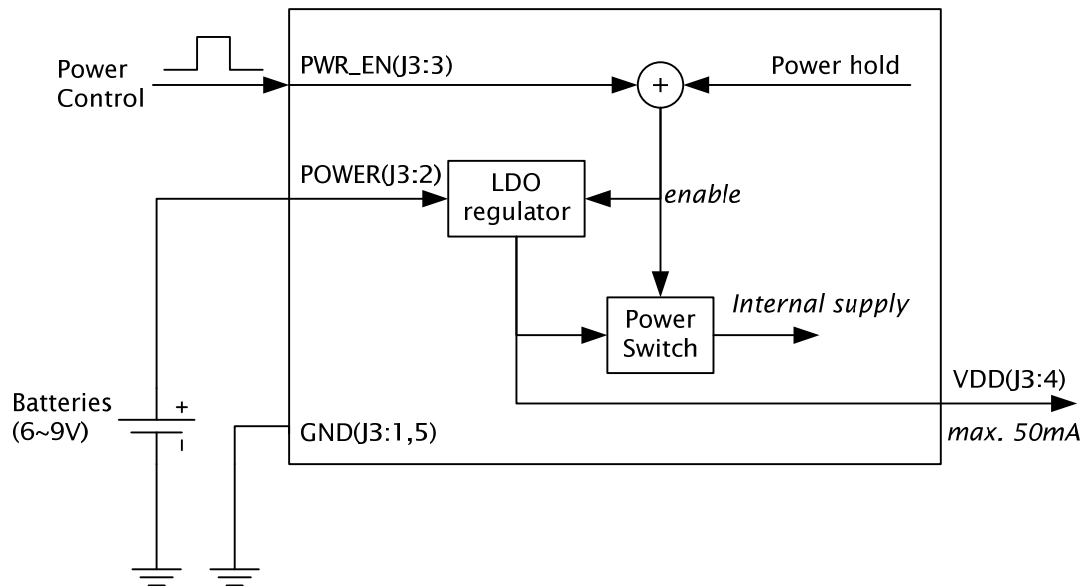 Power
Control
PWR_EN(J3:3)
+
Power hold
POWER(J3:2)
LDO
regulator
enable
Power
Switch
Internal supply
VDD(J3:4)
max. 50mA
Batteries
(6~9V)
+
–
GND(J3:1,5)